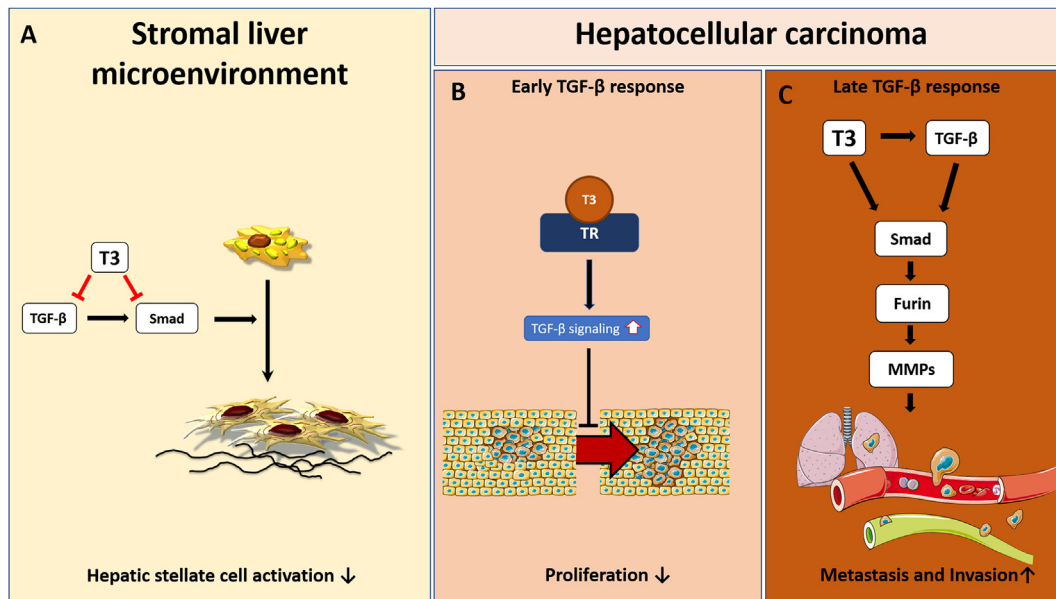 A
Stromal liver
microenvironment
T3
TGF-β
Smad
Hepatic stellate cell activation ↓
Hepatocellular carcinoma
B
Early TGF-β response
T3
TR
TGF-β signaling
Proliferation ↓
C
Late TGF-β response
T3
TGF-β
Smad
Furin
MMPs
Metastasis and Invasion↑